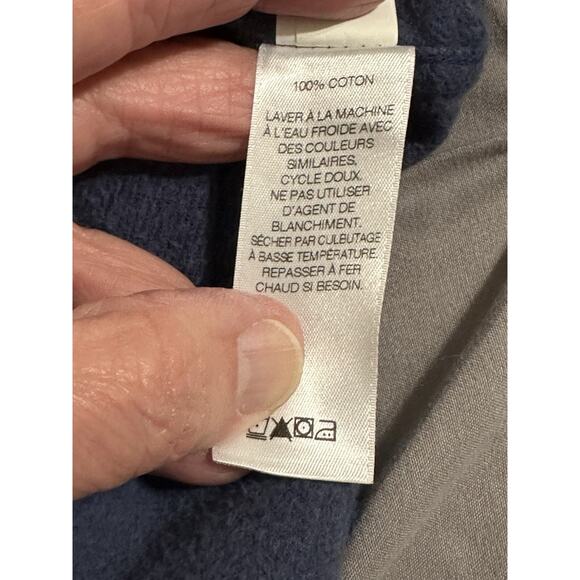 100% COTON
LAVER À LA MACHINE
À L'EAU FROIDE AVEC
DES COULEURS
SIMILAIRES,
CYCLE DOUX.
NE PAS UTILISER
D'AGENT DE
BLANCHIMENT.
SÉCHER PAR CULBUTAGE
À BASSE TEMPÉRATURE.
REPASSER À FER
CHAUD SI BESOIN.